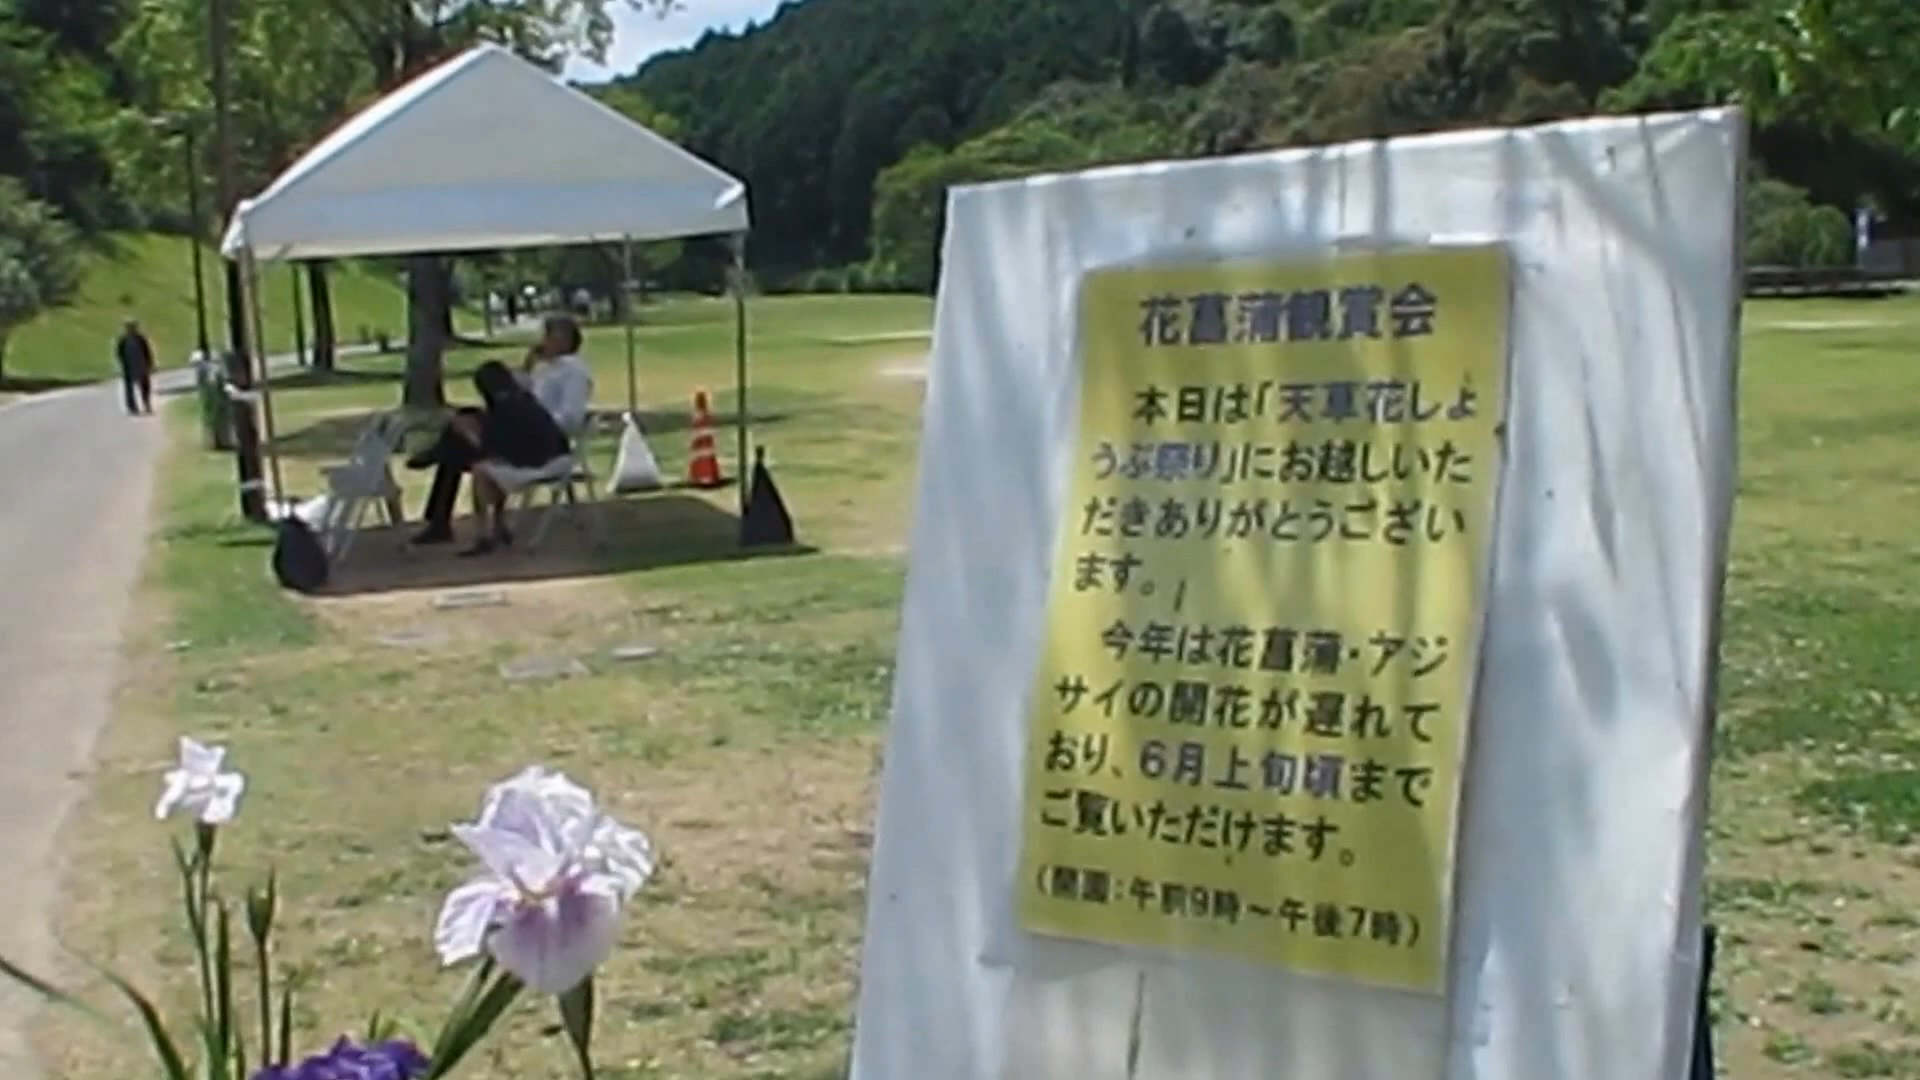 花菖蒲観賞会
本日は「天草花しょ
うぶ祭り」にお越しいた
だきありがとうござい
ます。
今年は花菖蒲・アジ
サイの開花が遅れて
おり、6月上旬頃まで
ご覧いただけます。
(開園:午前9時～午後7時)